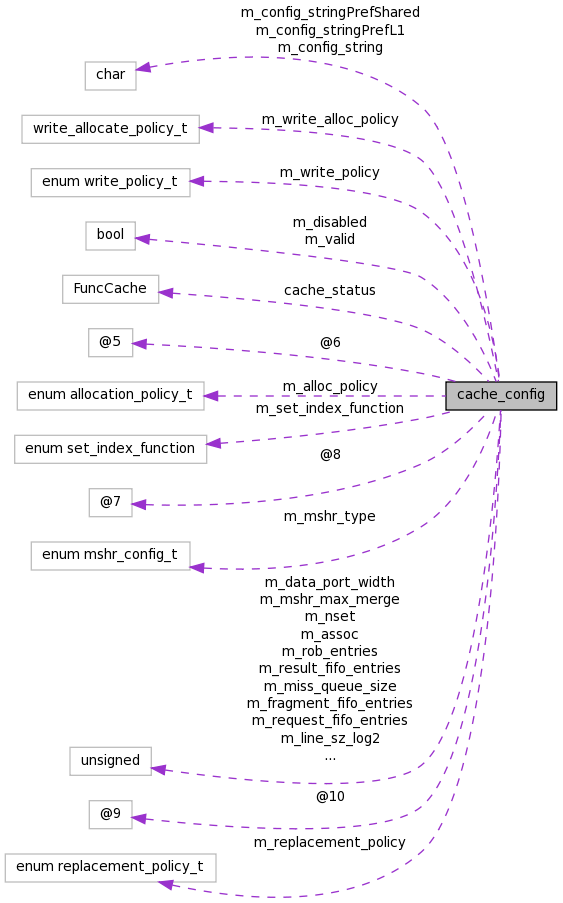 m_config_stringPrefShared
m_config_stringPrefL1
m_config_string
char
m_write_alloc_policy
write_allocate_policy_t
m_write_policy
enum write_policy_t
m_disabled
m_valid
bool
cache_status
FuncCache
@6
@5
m_alloc_policy
enum allocation_policy_t
cache_config
m_set_index_function
enum set_index_function
@8
@7
m_mshr_type
enum mshr_config_t
m_data_port_width
m_mshr_max_merge
m_nset
m_assoc
m_rob_entries
m_result_fifo_entries
m_miss_queue_size
m_fragment_fifo_entries
m_request_fifo_entries
m_line_sz_log2
...
unsigned
@10
@9
m_replacement_policy
enum replacement_policy_t